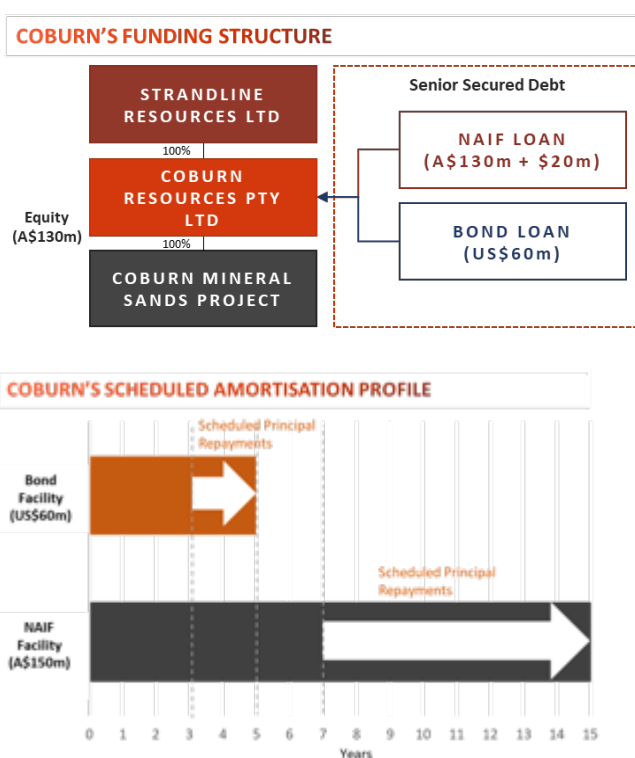 COBURN'S FUNDING STRUCTURE
STRANDLINE
RESOURCES LTD
100%
COBURN
RESOURCES PTY
LTD
100%
COBURN MINERAL
SANDS PROJECT
Equity
(A$130m)
Senior Secured Debt
NAIF LOAN
(A$130m + $20m)
BOND LOAN
(US$60m)
COBURN'S SCHEDULED AMORTISATION PROFILE
Scheduled Principal
Repayments
Bond
Facility
(US$60m)
Scheduled Principal
Repayments
NAIF
Facility
(A$150m)
0 1 2 3 4 5 6 7 8 9 10 11 12 13 14 15
Years